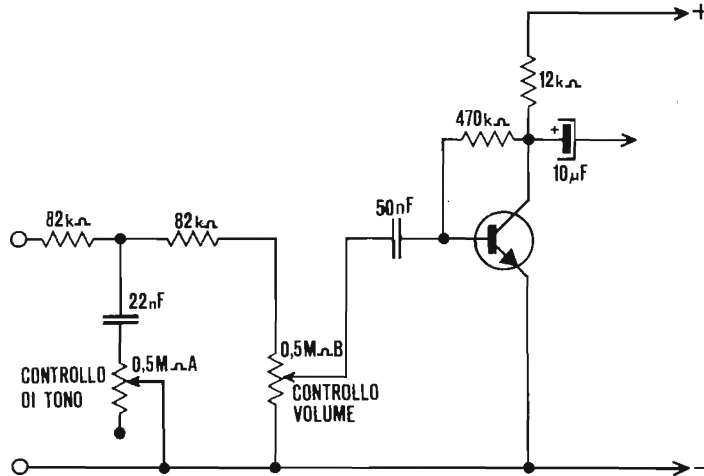 +
12kΩ
470kΩ
+
10µF
50nF
82kΩ
82kΩ
22nF
0,5MΩA
0,5MΩB
CONTROLLO
DI TONO
CONTROLLO
VOLUME
-